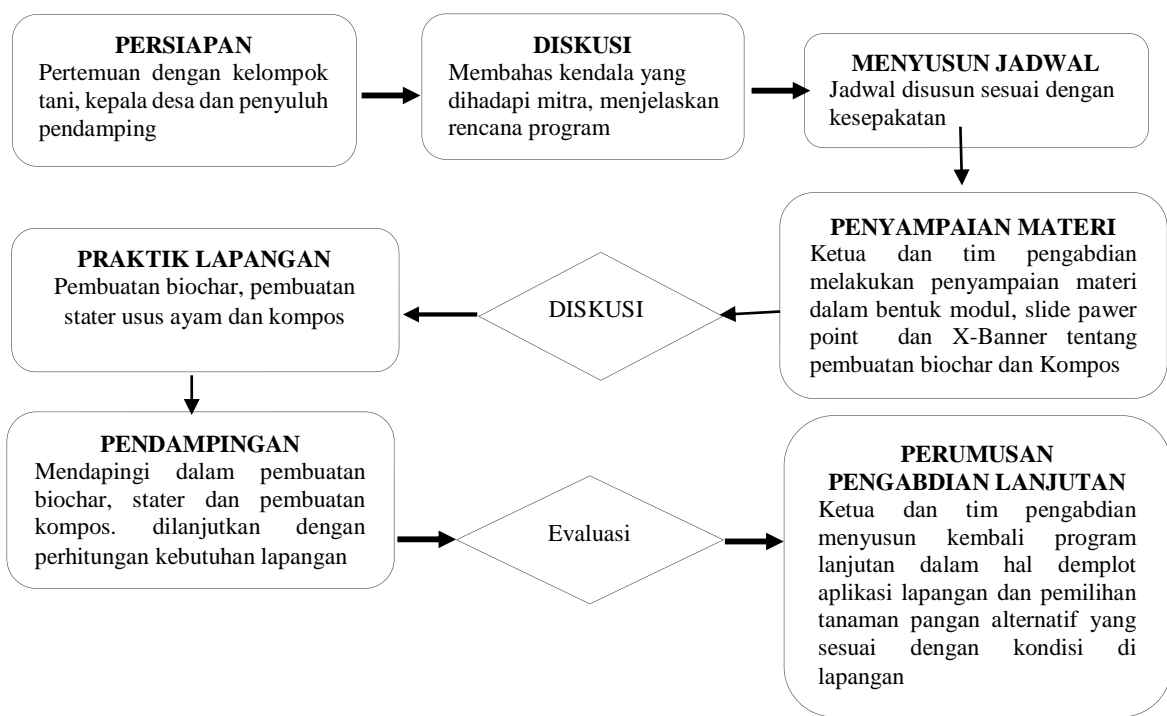 PERSIAPAN
Pertemuan dengan kelompok
tani, kepala desa dan penyuluh
pendamping
DISKUSI
Membahas kendala yang
dihadapi mitra, menjelaskan
rencana program
MENYUSUN JADWAL
Jadwal disusun sesuai dengan
kesepakatan
PENYAMPAIAN MATERI
Ketua dan tim pengabdian
melakukan penyampaian materi
dalam bentuk modul, slide pawer
point dan X-Banner tentang
pembuatan biochar dan Kompos
DISKUSI
PRAKTIK LAPANGAN
Pembuatan biochar, pembuatan
stater usus ayam dan kompos
PENDAMPINGAN
Mendapingi dalam pembuatan
biochar, stater dan pembuatan
kompos. dilanjutkan dengan
perhitungan kebutuhan lapangan
Evaluasi
PERUMUSAN
PENGABDIAN LANJUTAN
Ketua dan tim pengabdian
menyusun kembali program
lanjutan dalam hal demplot
aplikasi lapangan dan pemilihan
tanaman pangan alternatif yang
sesuai dengan kondisi di
lapangan